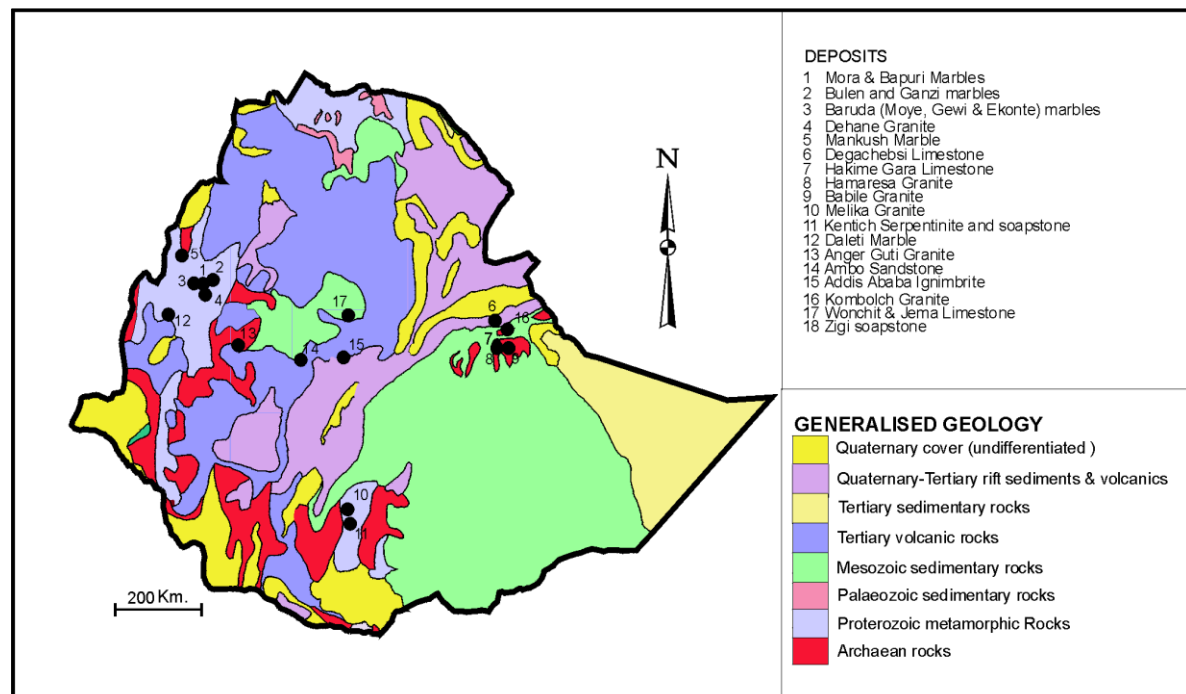 DEPOSITS
1 Mora & Bapuri Marbles
2 Bulen and Ganzi marbles
3 Baruda (Moye, Gewi & Ekonte) marbles
4 Dehane Granite
5 Mankush Marble
6 Degachebsi Limestone
7 Hakime Gara Limestone
8 Hamaresa Granite
9 Babile Granite
10 Melika Granite
11 Kentich Serpentinite and soapstone
12 Daleti Marble
13 Anger Guti Granite
14 Ambo Sandstone
15 Addis Ababa Ignimbrite
16 Kombolch Granite
17 Wonchit & Jema Limestone
18 Zigi soapstone
N
5
1
2
3
4
12
17
6
18
13
14
15
7
8
9
10
11
200 Km.
GENERALISED GEOLOGY
Quaternary cover (undifferentiated )
Quaternary-Tertiary rift sediments & volcanics
Tertiary sedimentary rocks
Tertiary volcanic rocks
Mesozoic sedimentary rocks
Palaeozoic sedimentary rocks
Proterozoic metamorphic Rocks
Archaean rocks